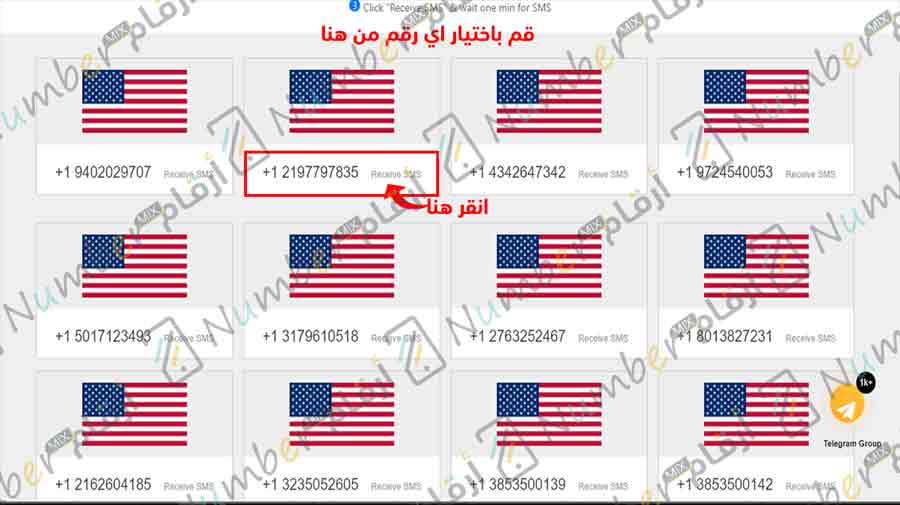 3 Click "Receive SMS" & wait one min for SMS
قم باختيار اي رقم من هنا
+1 9402029707 Receive SMS
+1 2197797835 Receive SMS
+1 4342647342 Receive SMS
+1 9724540053 Receive SMS
انقر هنا
+1 5017123493 Receive SMS
+1 3179610518 Receive SMS
+1 2763252467 Receive SMS
+1 8013827231 Receive SMS
1k+
Telegram Group
+1 2162604185 Receive SMS
+1 3235052605 Receive SMS
+1 3853500139 Receive SMS
+1 3853500142 Receive SMS
Number MIX أرقام